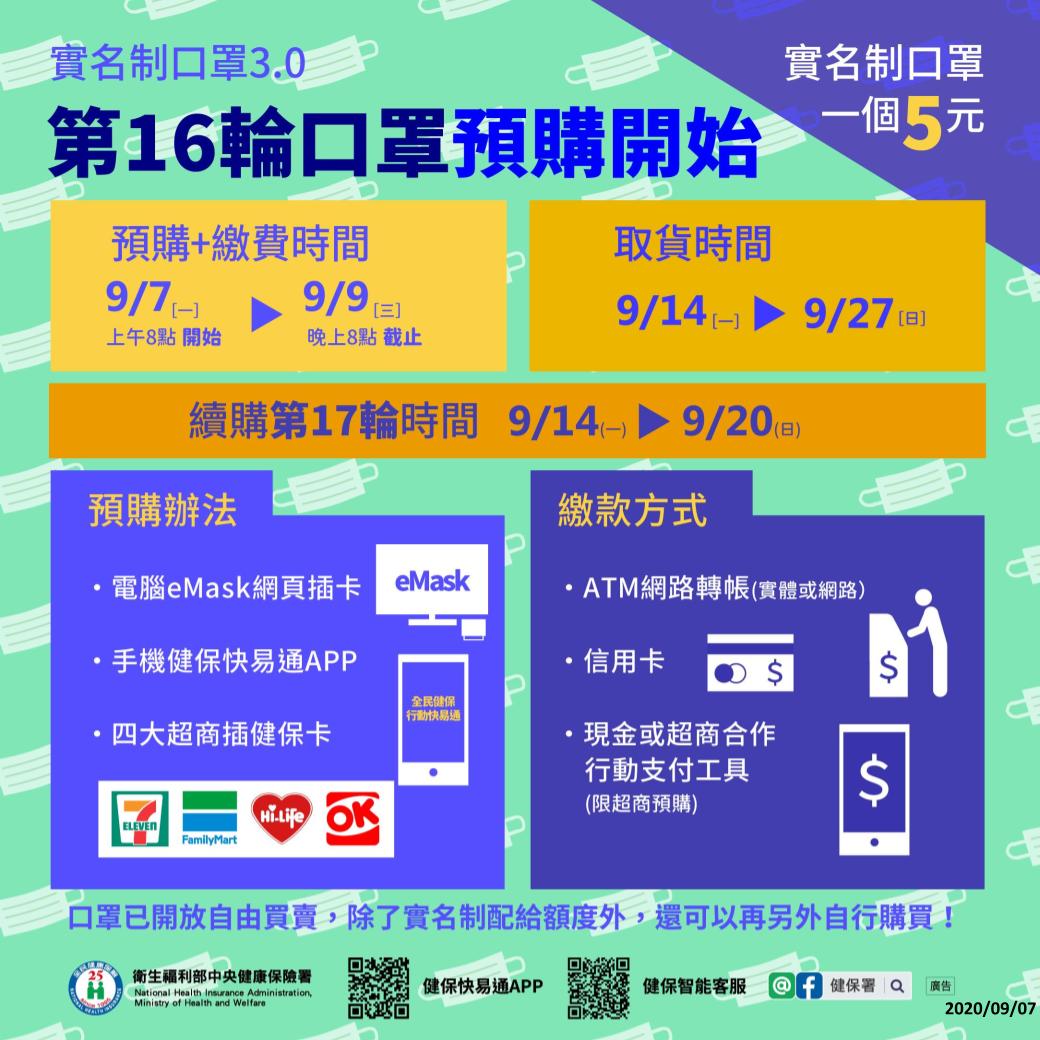 實名制口罩3.0
實名制口罩
一個5元
第16輪口罩預購開始
預購+繳費時間
9/7[一] ▶ 9/9[三]
上午8點 開始 晚上8點 截止
取貨時間
9/14[一] ▶ 9/27[日]
續購第17輪時間 9/14(一) ▶ 9/20(日)
預購辦法
・電腦eMask網頁插卡
eMask
・手機健保快易通APP
全民健保
行動快易通
・四大超商插健保卡
7 ELEVEN
FamilyMart
Hi-Life
OK
繳款方式
・ATM網路轉帳(實體或網路)
$
・信用卡
$
・現金或超商合作
行動支付工具
(限超商預購)
$
口罩已開放自由買賣，除了實名制配給額度外，還可以再另外自行購買！
25
衛生福利部中央健康保險署
National Health Insurance Administration,
Ministry of Health and Welfare
健保快易通APP
健保智能客服
健保署
廣告
2020/09/07